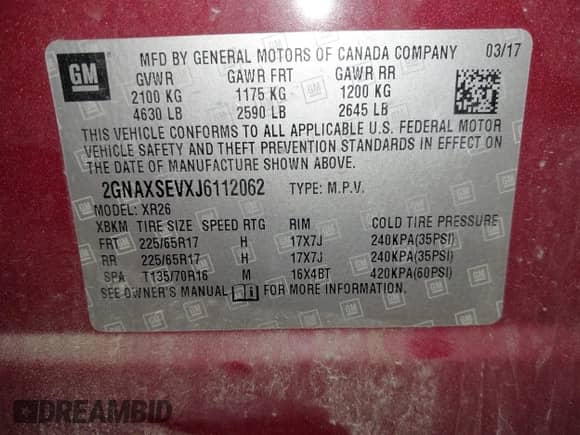 GM MFD BY GENERAL MOTORS OF CANADA COMPANY 03/17
GVWR GAWR FRT GAWR RR
2100 KG 1175 KG 1200 KG
4630 LB 2590 LB 2645 LB
THIS VEHICLE CONFORMS TO ALL APPLICABLE U.S. FEDERAL MOTOR
VEHICLE SAFETY AND THEFT PREVENTION STANDARDS IN EFFECT ON
THE DATE OF MANUFACTURE SHOWN ABOVE.
2GNAXSEVXJ6112062 TYPE: M.P.V.
MODEL: XR26
XBKM TIRE SIZE SPEED RTG RIM COLD TIRE PRESSURE
FRT 225/65R17 H 17X7J 240KPA(35PSI)
RR 225/65R17 H 17X7J 240KPA(35PSI)
SPA T135/70R16 M 16X4BT 420KPA(60PSI)
SEE OWNER'S MANUAL i FOR MORE INFORMATION.
DREAMBID